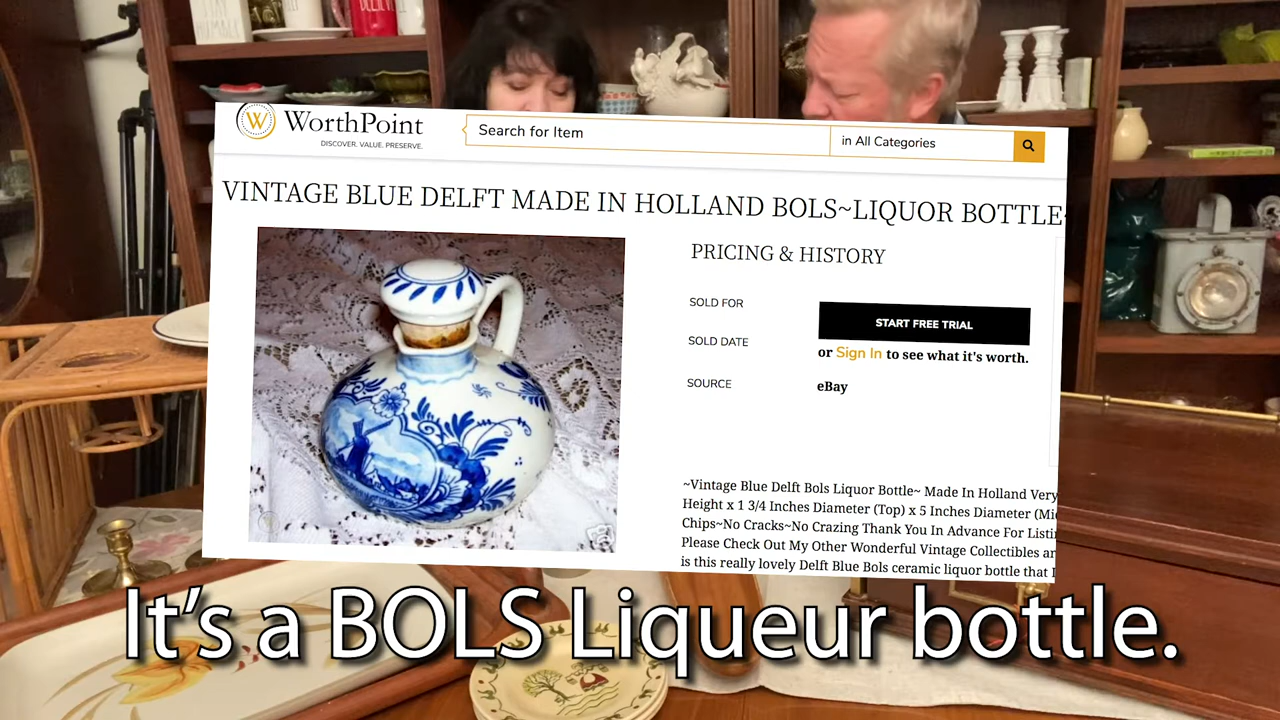 STAY
HUMBLE
BELIEVE
W
WorthPoint
DISCOVER. VALUE. PRESERVE.
Search for Item
in All Categories
VINTAGE BLUE DELFT MADE IN HOLLAND BOLS~LIQUOR BOTTLE~
PRICING & HISTORY
SOLD FOR
START FREE TRIAL
or Sign In to see what it's worth.
SOLD DATE
SOURCE
eBay
~Vintage Blue Delft Bols Liquor Bottle~ Made In Holland Very
Height x 1 3/4 Inches Diameter (Top) x 5 Inches Diameter
Chips~No Cracks~No Crazing Thank You In Advance For
Please Check Out My Other Wonderful Vintage Collectibles
is this really lovely Delft Blue Bols ceramic liquor bottle that
It's a BOLS Liqueur bottle.